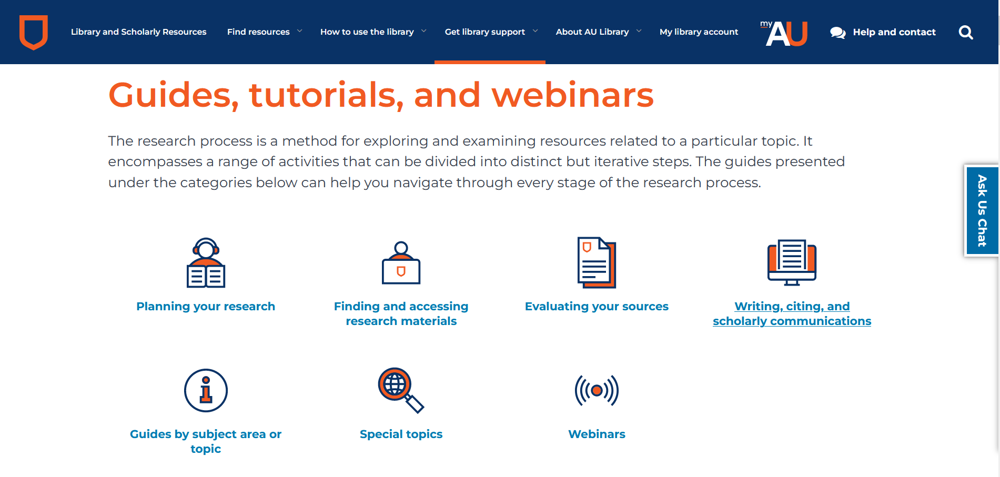 Library and Scholarly Resources
Find resources
How to use the library
Get library support
About AU Library
My library account
my AU
Help and contact
Guides, tutorials, and webinars
The research process is a method for exploring and examining resources related to a particular topic. It
encompasses a range of activities that can be divided into distinct but iterative steps. The guides presented
under the categories below can help you navigate through every stage of the research process.
Ask Us Chat
Planning your research
Finding and accessing
research materials
Evaluating your sources
Writing, citing, and
scholarly communications
Guides by subject area or
topic
Special topics
Webinars